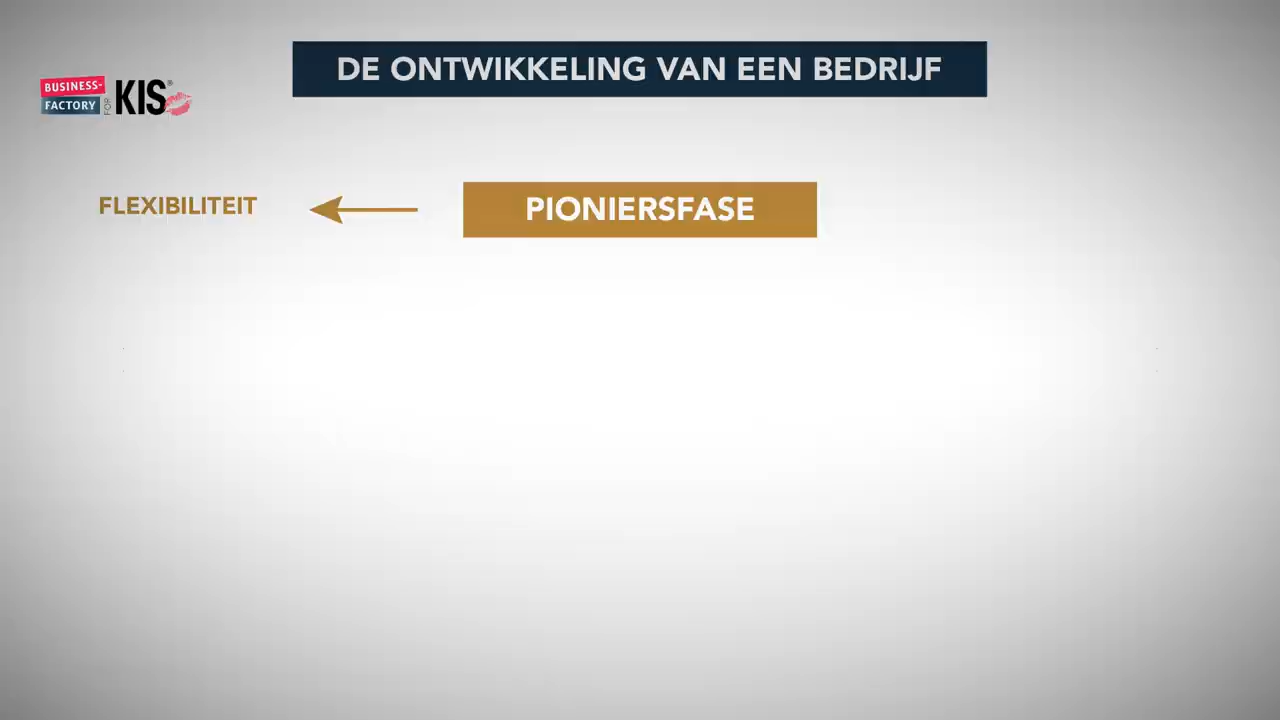 DE ONTWIKKELING VAN EEN BEDRIJF
BUSINESS-
FACTORY
FOR
KIS®
FLEXIBILITEIT
PIONIERSFASE